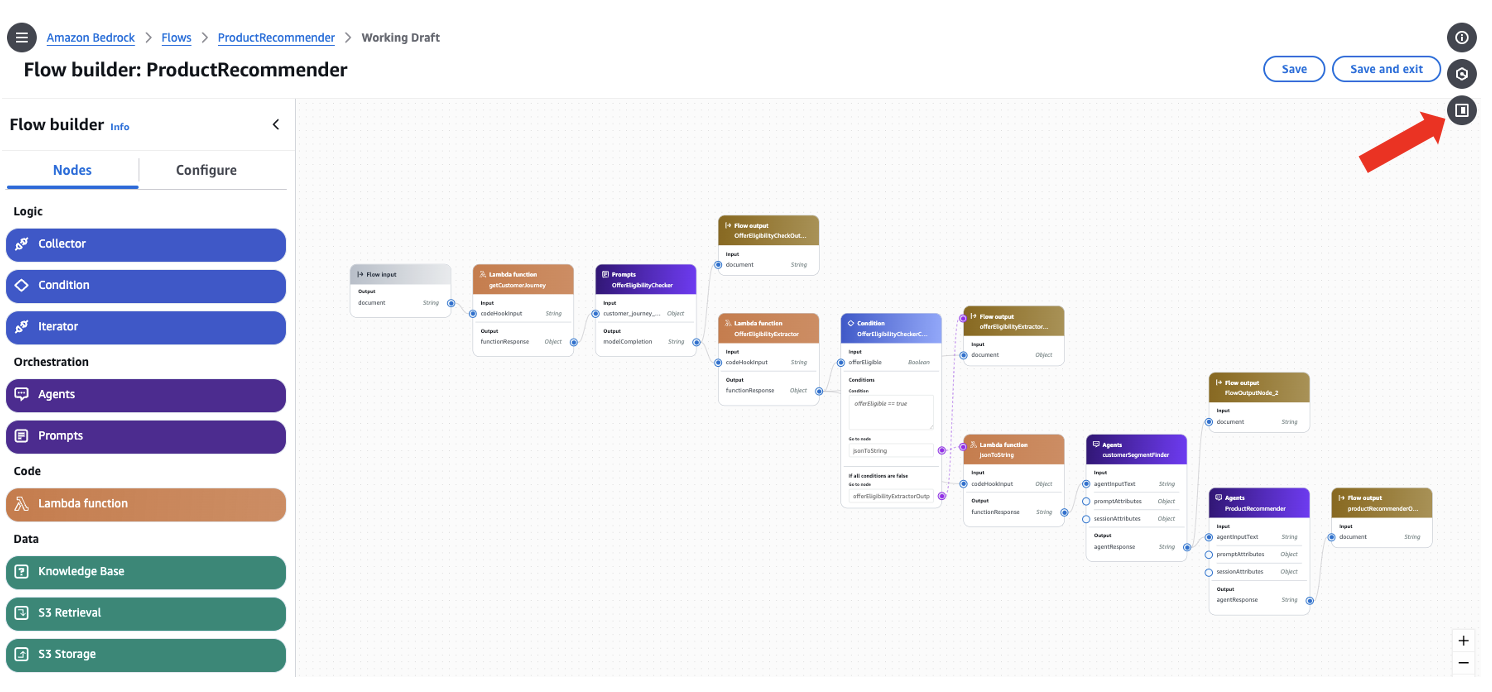 Amazon Bedrock > Flows > ProductRecommender > Working Draft
Flow builder: ProductRecommender
Save
Save and exit
Flow builder Info
Nodes
Configure
Logic
Collector
Condition
Iterator
Orchestration
Agents
Prompts
Code
Lambda function
Data
Knowledge Base
S3 Retrieval
S3 Storage
Flow input
Output
document String
Lambda function
getCustomerJourney
Input
codeHookInput String
Output
functionResponse Object
Prompts
OfferEligibilityChecker
Input
customer_journey_... Object
Output
modelCompletion String
Flow output
OfferEligibilityCheckOut...
Input
document String
Lambda function
OfferEligibilityExtractor
Input
codeHookInput String
Output
functionResponse Object
Condition
OfferEligibilityCheckerC...
Input
offerEligible Boolean
Conditions
Condition
offerEligible == true
Go to node
jsonToString
If all conditions are false
Go to node
offerEligibilityExtractorOutp
Flow output
offerEligibilityExtractor...
Input
document Object
Lambda function
jsonToString
Input
codeHookInput Object
Output
functionResponse String
Agents
customerSegmentFinder
Input
agentInputText String
promptAttributes Object
sessionAttributes Object
Output
agentResponse String
Flow output
FlowOutputNode_2
Input
document String
Agents
ProductRecommender
Input
agentInputText String
promptAttributes Object
sessionAttributes Object
Output
agentResponse String
Flow output
productRecommenderO...
Input
document String